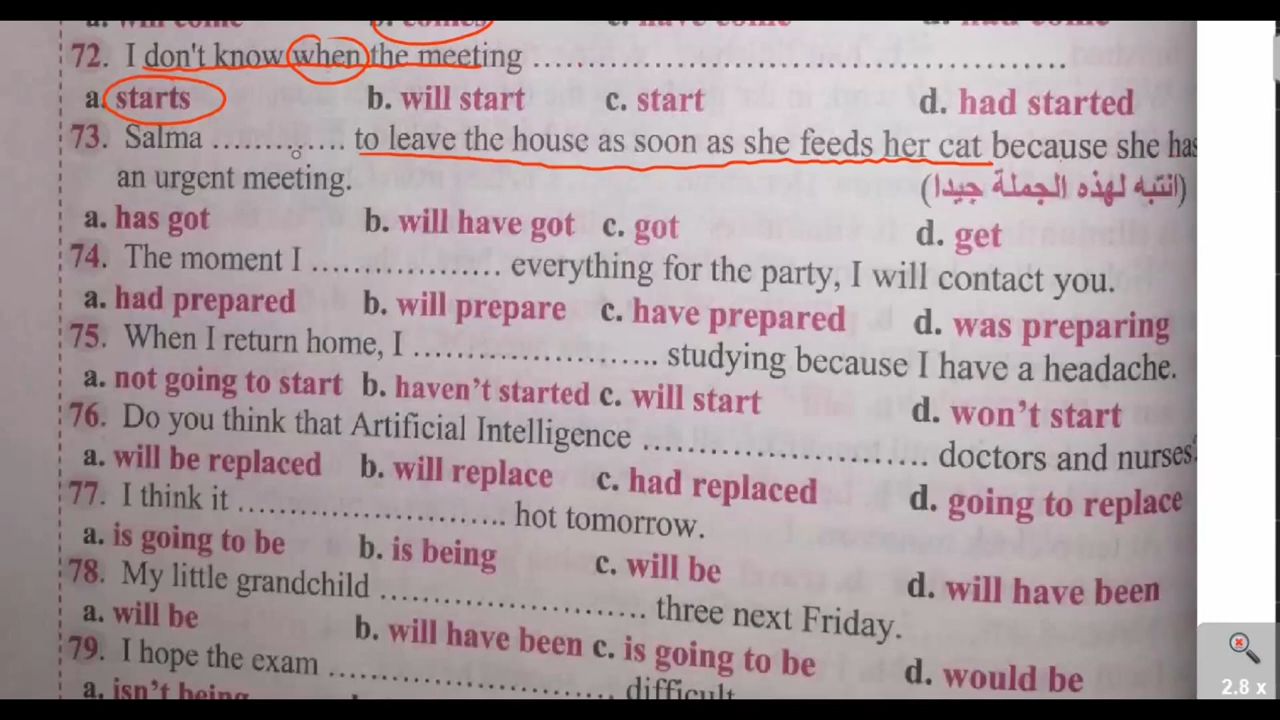 b. comes c. have come d. had come
72. I don't know when the meeting ........................................
a. starts b. will start c. start d. had started
73. Salma .............. to leave the house as soon as she feeds her cat because she has
an urgent meeting. (انتبه لهذه الجملة جيدا)
a. has got b. will have got c. got d. get
74. The moment I .................. everything for the party, I will contact you.
a. had prepared b. will prepare c. have prepared d. was preparing
75. When I return home, I ........................ studying because I have a headache.
a. not going to start b. haven't started c. will start d. won't start
76. Do you think that Artificial Intelligence ........................... doctors and nurses?
a. will be replaced b. will replace c. had replaced d. going to replace
77. I think it .......................... hot tomorrow.
a. is going to be b. is being c. will be d. will have been
78. My little grandchild .......................... three next Friday.
a. will be b. will have been c. is going to be d. would be
79. I hope the exam ............................ difficult.
a. isn't being
2.8 x